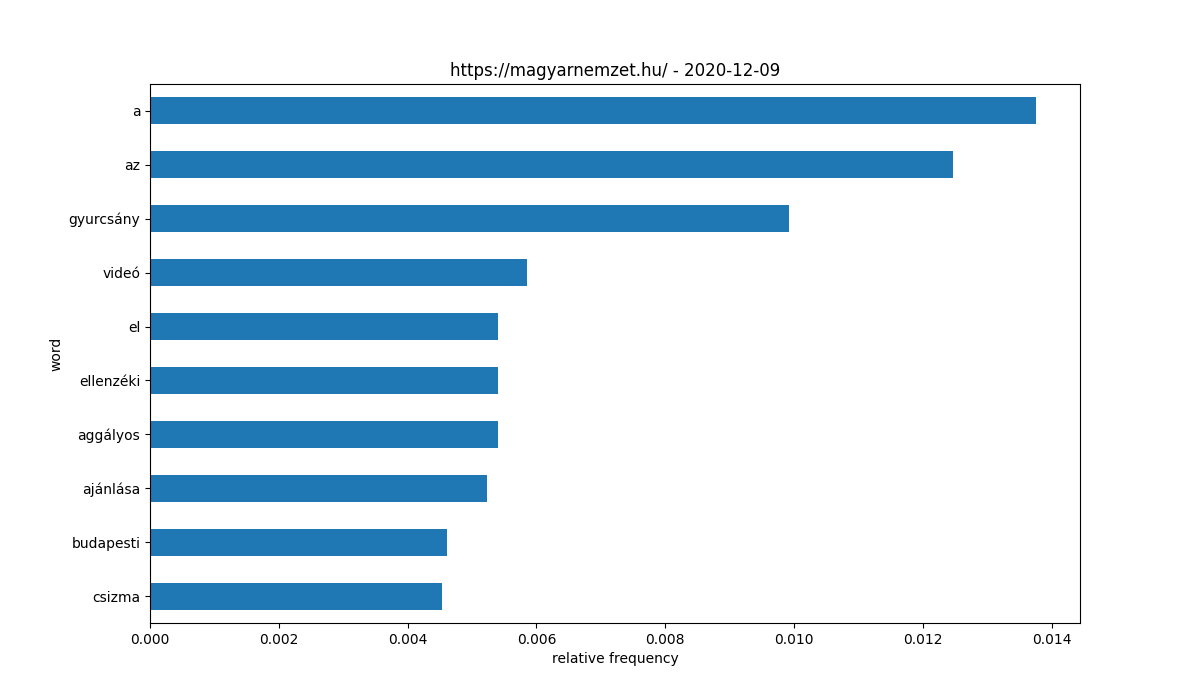 https://magyarnemzet.hu/ - 2020-12-09
a
az
gyurcsány
videó
el
ellenzéki
aggályos
ajánlása
budapesti
csizma
word
0.000 0.002 0.004 0.006 0.008 0.010 0.012 0.014
relative frequency